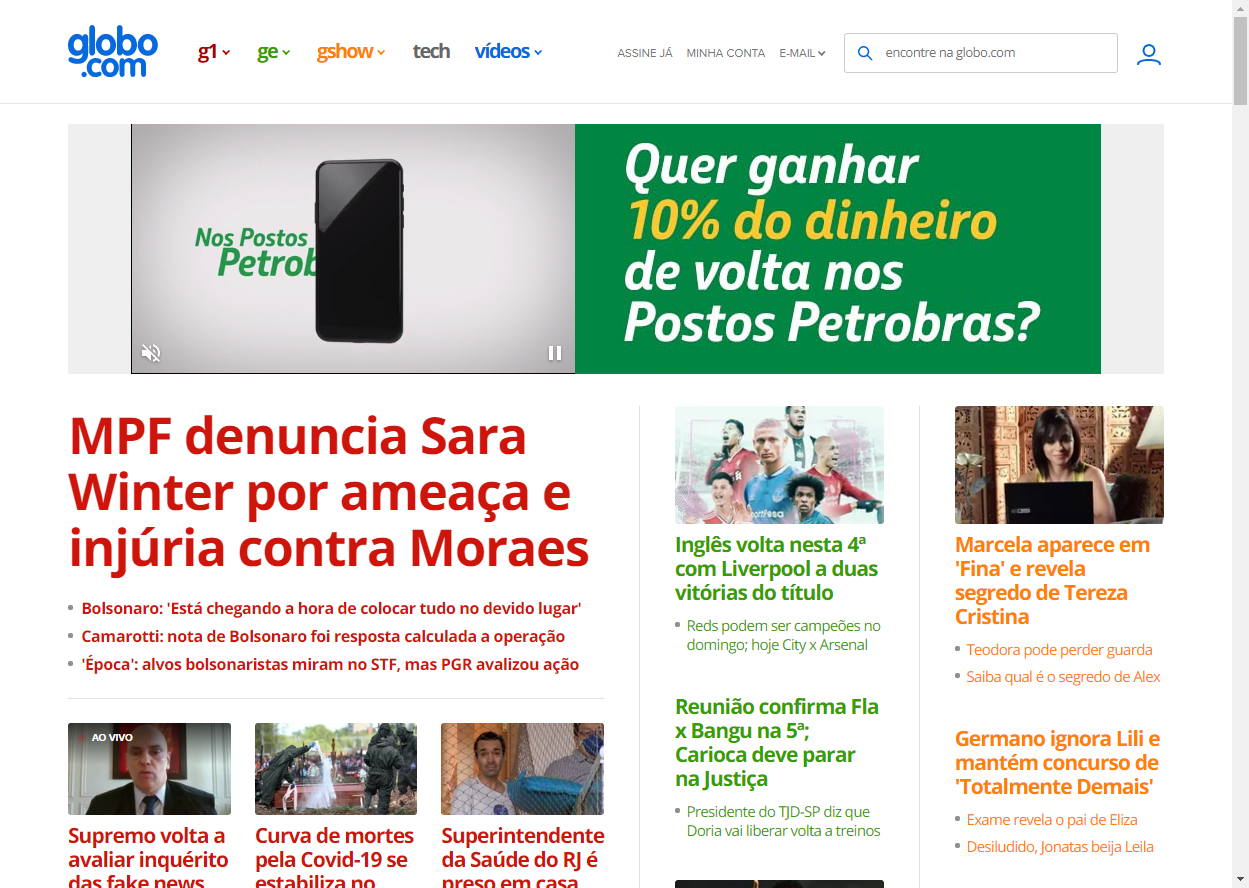 globo
.com
g1
ge
gshow
tech
vídeos
ASSINE JÁ
MINHA CONTA
E-MAIL
encontre na globo.com
Nos Postos
Petrob
Quer ganhar
10% do dinheiro
de volta nos
Postos Petrobras?
MPF denuncia Sara
Winter por ameaça e
injúria contra Moraes
Bolsonaro: 'Está chegando a hora de colocar tudo no devido lugar'
Camarotti: nota de Bolsonaro foi resposta calculada a operação
'Época': alvos bolsonaristas miram no STF, mas PGR avalizou ação
AO VIVO
Supremo volta a
avaliar inquérito
das fake news
Curva de mortes
pela Covid-19 se
estabiliza no
Superintendente
da Saúde do RJ é
preso em casa
Inglês volta nesta 4ª
com Liverpool a duas
vitórias do título
Reds podem ser campeões no
domingo; hoje City x Arsenal
Reunião confirma Fla
x Bangu na 5ª;
Carioca deve parar
na Justiça
Presidente do TJD-SP diz que
Doria vai liberar volta a treinos
Marcela aparece em
'Fina' e revela
segredo de Tereza
Cristina
Teodora pode perder guarda
Saiba qual é o segredo de Alex
Germano ignora Lili e
mantém concurso de
'Totalmente Demais'
Exame revela o pai de Eliza
Desiludido, Jonatas beija Leila